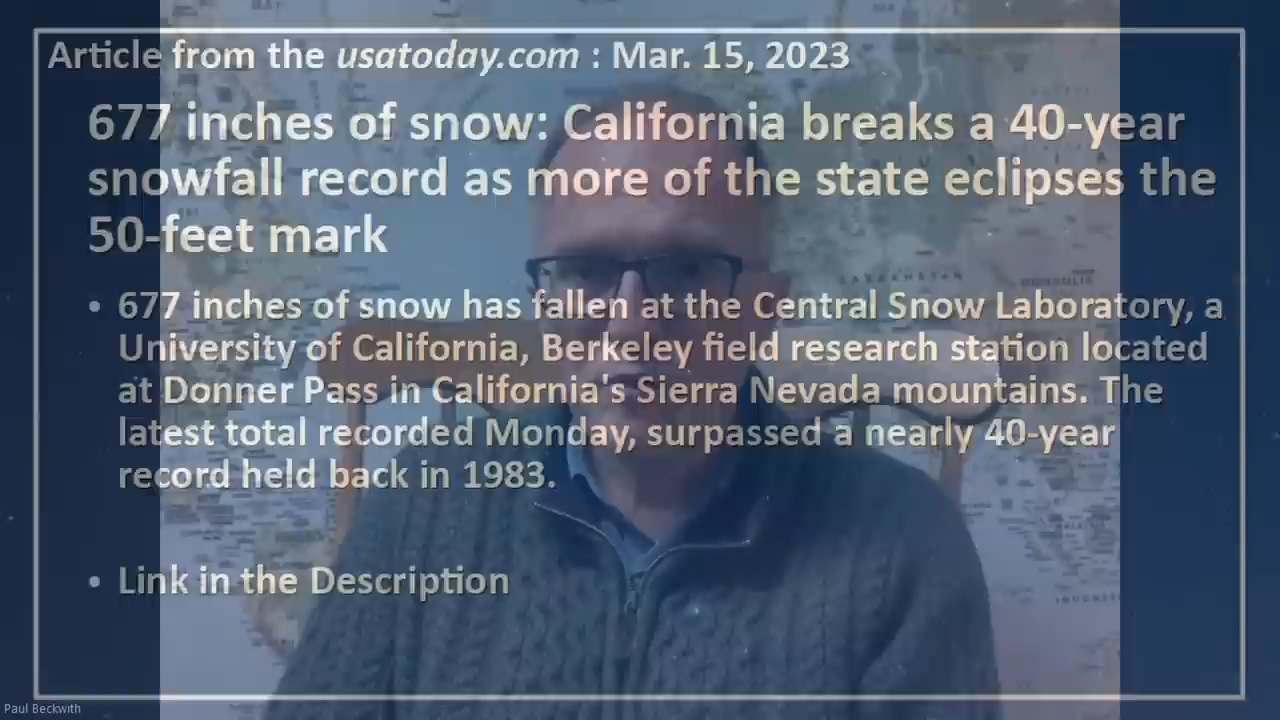 Article from the usatoday.com : Mar. 15, 2023
677 inches of snow: California breaks a 40-year
snowfall record as more of the state eclipses the
50-feet mark
• 677 inches of snow has fallen at the Central Snow Laboratory, a
University of California, Berkeley field research station located
at Donner Pass in California's Sierra Nevada mountains. The
latest total recorded Monday, surpassed a nearly 40-year
record held back in 1983.
• Link in the Description
KAZAKHSTAN
Paul Beckwith